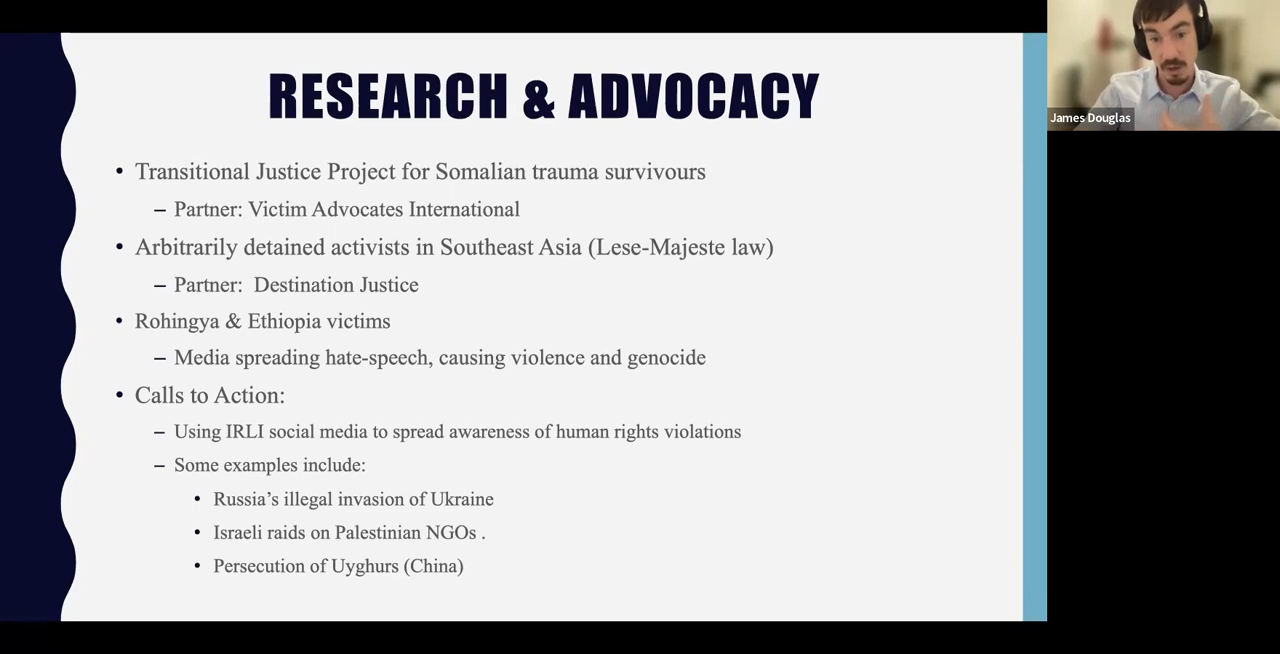 RESEARCH & ADVOCACY
• Transitional Justice Project for Somalian trauma survivours
– Partner: Victim Advocates International
• Arbitrarily detained activists in Southeast Asia (Lese-Majeste law)
– Partner:  Destination Justice
• Rohingya & Ethiopia victims
– Media spreading hate-speech, causing violence and genocide
• Calls to Action:
– Using IRLI social media to spread awareness of human rights violations
– Some examples include:
• Russia’s illegal invasion of Ukraine
• Israeli raids on Palestinian NGOs .
• Persecution of Uyghurs (China)
James Douglas